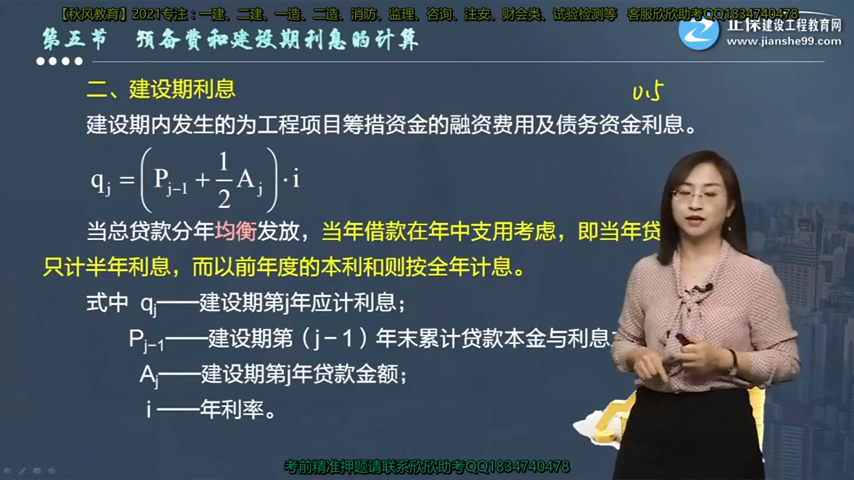 【秋风教育】2021专注：一建、二建、一造、二造、消防、监理、咨询、注安、财会类、试验检测等 客服欣欣助考QQ1834740478
第五节 预备费和建设期利息的计算
正保建设工程教育网
www.jianshe99.com
二、建设期利息
0.5
建设期内发生的为工程项目筹措资金的融资费用及债务资金利息。
qj = (Pj−1 + 1/2 Aj) · i
当总贷款分年均衡发放，当年借款在年中支用考虑，即当年贷
只计半年利息，而以前年度的本利和则按全年计息。
式中 qj——建设期第j年应计利息；
Pj−1——建设期第（j−1）年末累计贷款本金与利息
Aj——建设期第j年贷款金额；
i ——年利率。
考前精准押题请联系欣欣助考QQ1834740478